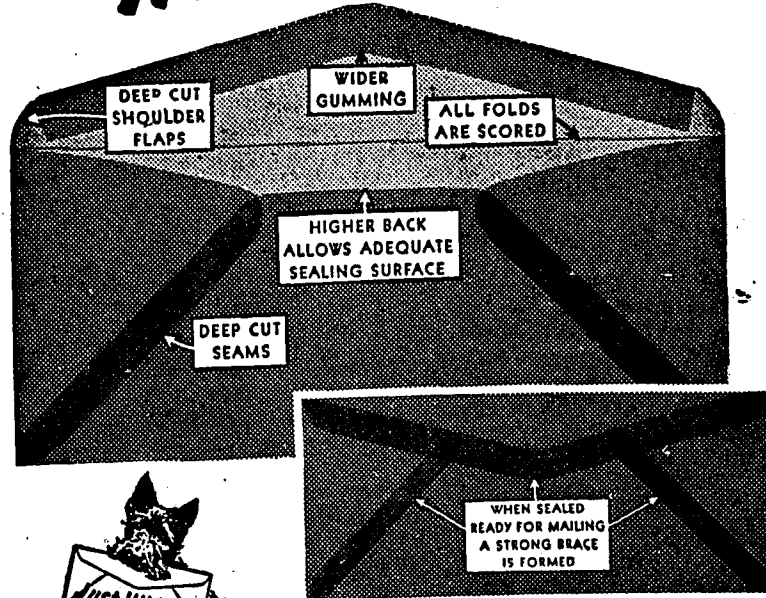 DEEP CUT
SHOULDER
FLAPS
WIDER
GUMMING
ALL FOLDS
ARE SCORED
HIGHER BACK
ALLOWS ADEQUATE
SEALING SURFACE
DEEP CUT
SEAMS
WHEN SEALED
READY FOR MAILING
A STRONG BRACE
IS FORMED